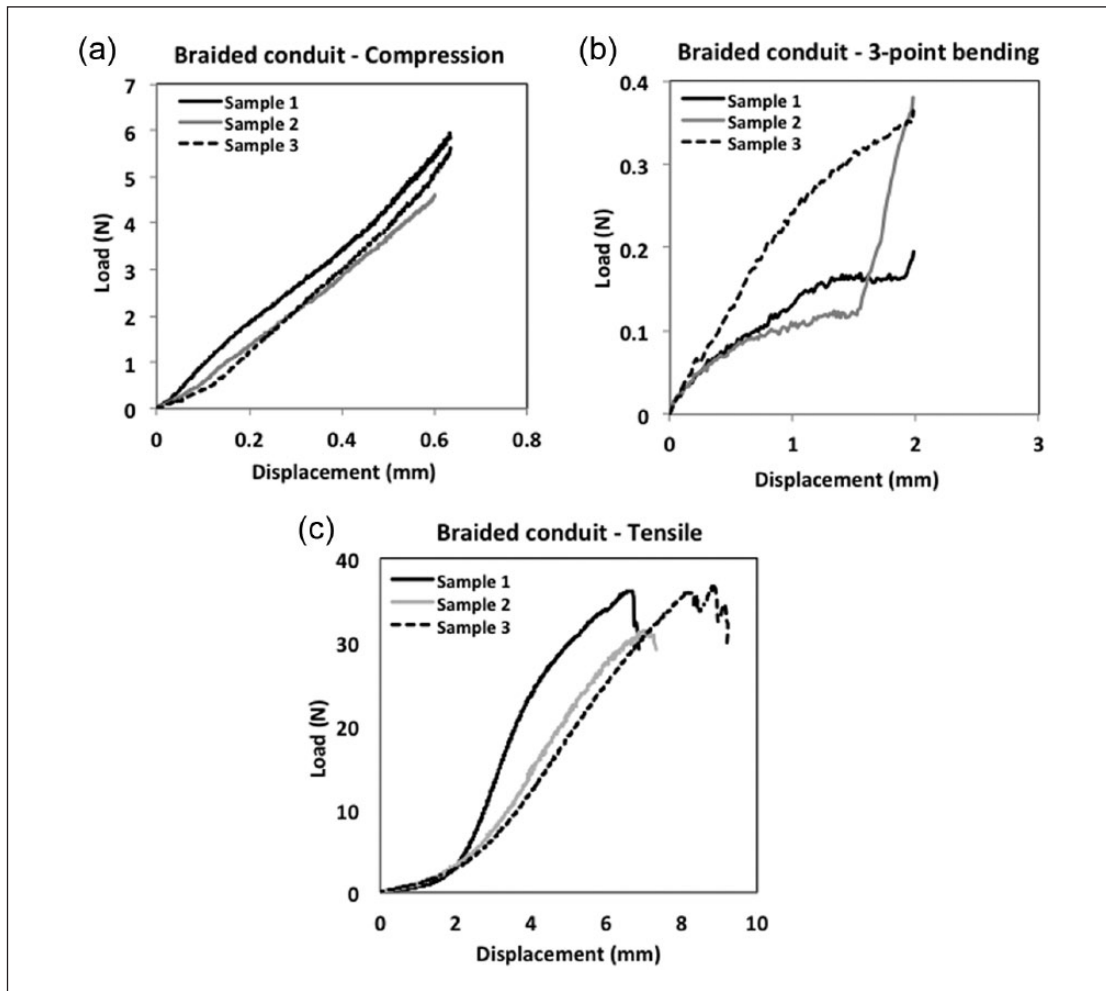 (a)
Braided conduit - Compression
7
6
5
4
3
2
1
0
Load (N)
Sample 1
Sample 2
Sample 3
0 0.2 0.4 0.6 0.8
Displacement (mm)
(b)
Braided conduit - 3-point bending
0.4
0.3
0.2
0.1
0
Load (N)
Sample 1
Sample 2
Sample 3
0 1 2 3
Displacement (mm)
(c)
Braided conduit - Tensile
40
30
20
10
0
Load (N)
Sample 1
Sample 2
Sample 3
0 2 4 6 8 10
Displacement (mm)